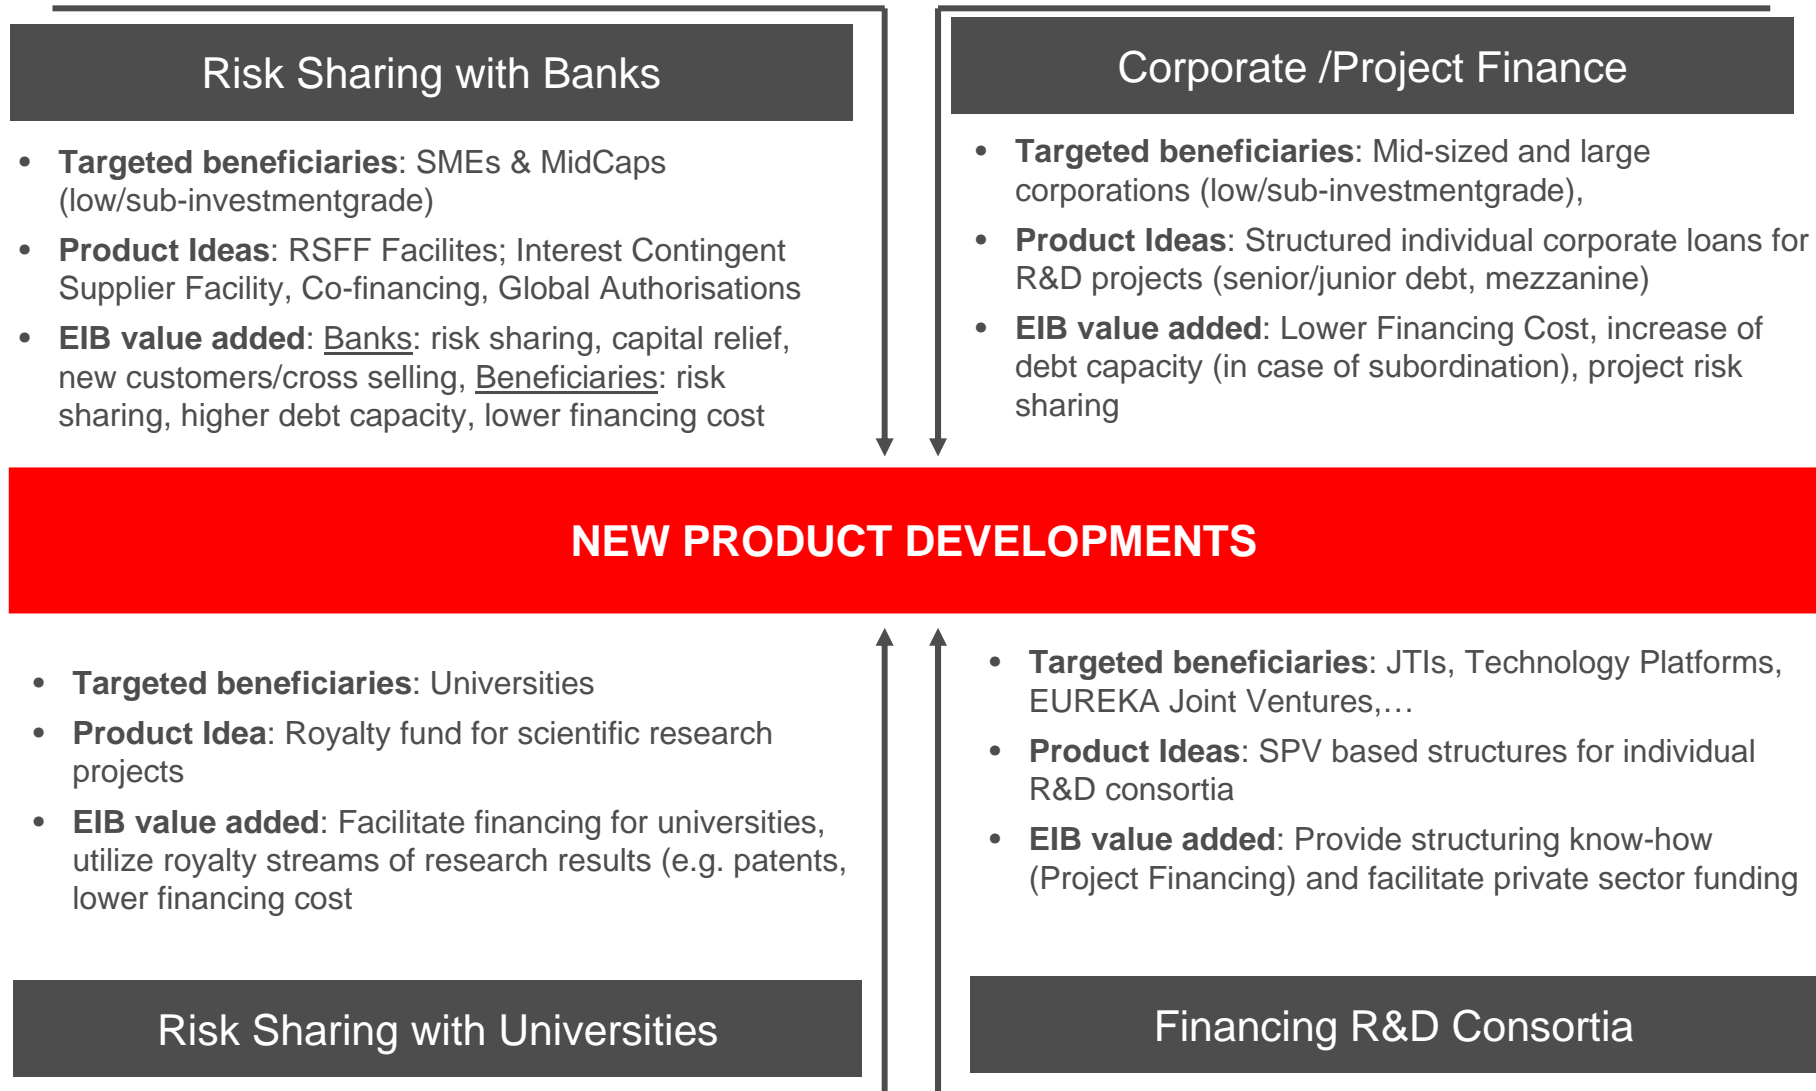 Risk Sharing with Banks
• Targeted beneficiaries: SMEs & MidCaps
(low/sub-investmentgrade)
• Product Ideas: RSFF Facilites; Interest Contingent
Supplier Facility, Co-financing, Global Authorisations
• EIB value added: Banks: risk sharing, capital relief,
new customers/cross selling, Beneficiaries: risk
sharing, higher debt capacity, lower financing cost
Corporate /Project Finance
• Targeted beneficiaries: Mid-sized and large
corporations (low/sub-investmentgrade),
• Product Ideas: Structured individual corporate loans for
R&D projects (senior/junior debt, mezzanine)
• EIB value added: Lower Financing Cost, increase of
debt capacity (in case of subordination), project risk
sharing
NEW PRODUCT DEVELOPMENTS
• Targeted beneficiaries: Universities
• Product Idea: Royalty fund for scientific research
projects
• EIB value added: Facilitate financing for universities,
utilize royalty streams of research results (e.g. patents,
lower financing cost
Risk Sharing with Universities
• Targeted beneficiaries: JTIs, Technology Platforms,
EUREKA Joint Ventures,…
• Product Ideas: SPV based structures for individual
R&D consortia
• EIB value added: Provide structuring know-how
(Project Financing) and facilitate private sector funding
Financing R&D Consortia